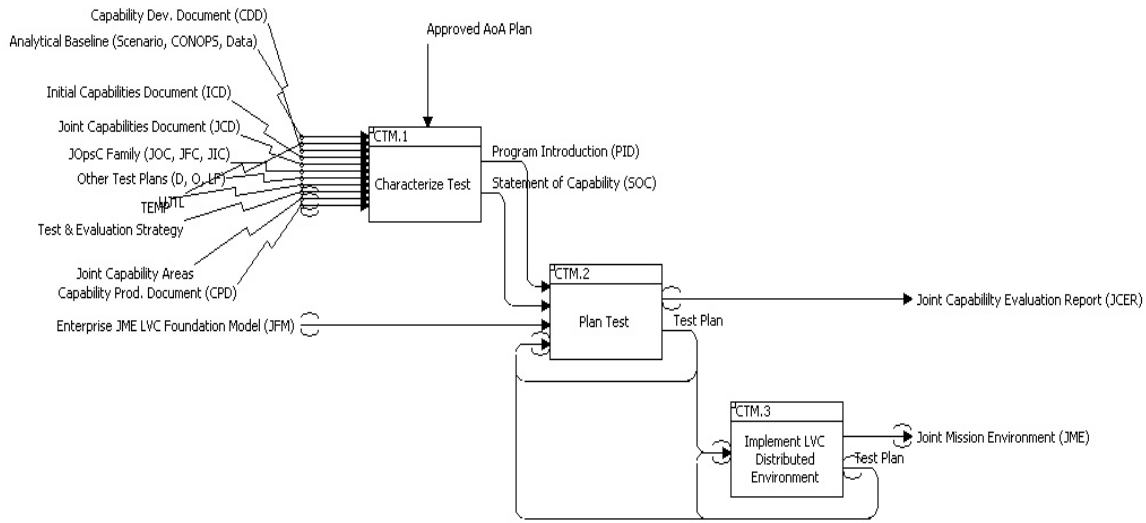 Capability Dev. Document (CDD)
Analytical Baseline (Scenario, CONOPS, Data)
Approved AoA Plan
Initial Capabilities Document (ICD)
Joint Capabilities Document (JCD)
JOpsC Family (JOC, JFC, JIC)
Other Test Plans (D, O, LF)
UJTL
TEMP
Test & Evaluation Strategy
Joint Capability Areas
Capability Prod. Document (CPD)
Enterprise JME LVC Foundation Model (JFM)
CTM.1
Characterize Test
Program Introduction (PID)
Statement of Capability (SOC)
CTM.2
Plan Test
Test Plan
Joint Capabililty Evaluation Report (JCER)
CTM.3
Implement LVC
Distributed
Environment
Joint Mission Environment (JME)
Test Plan